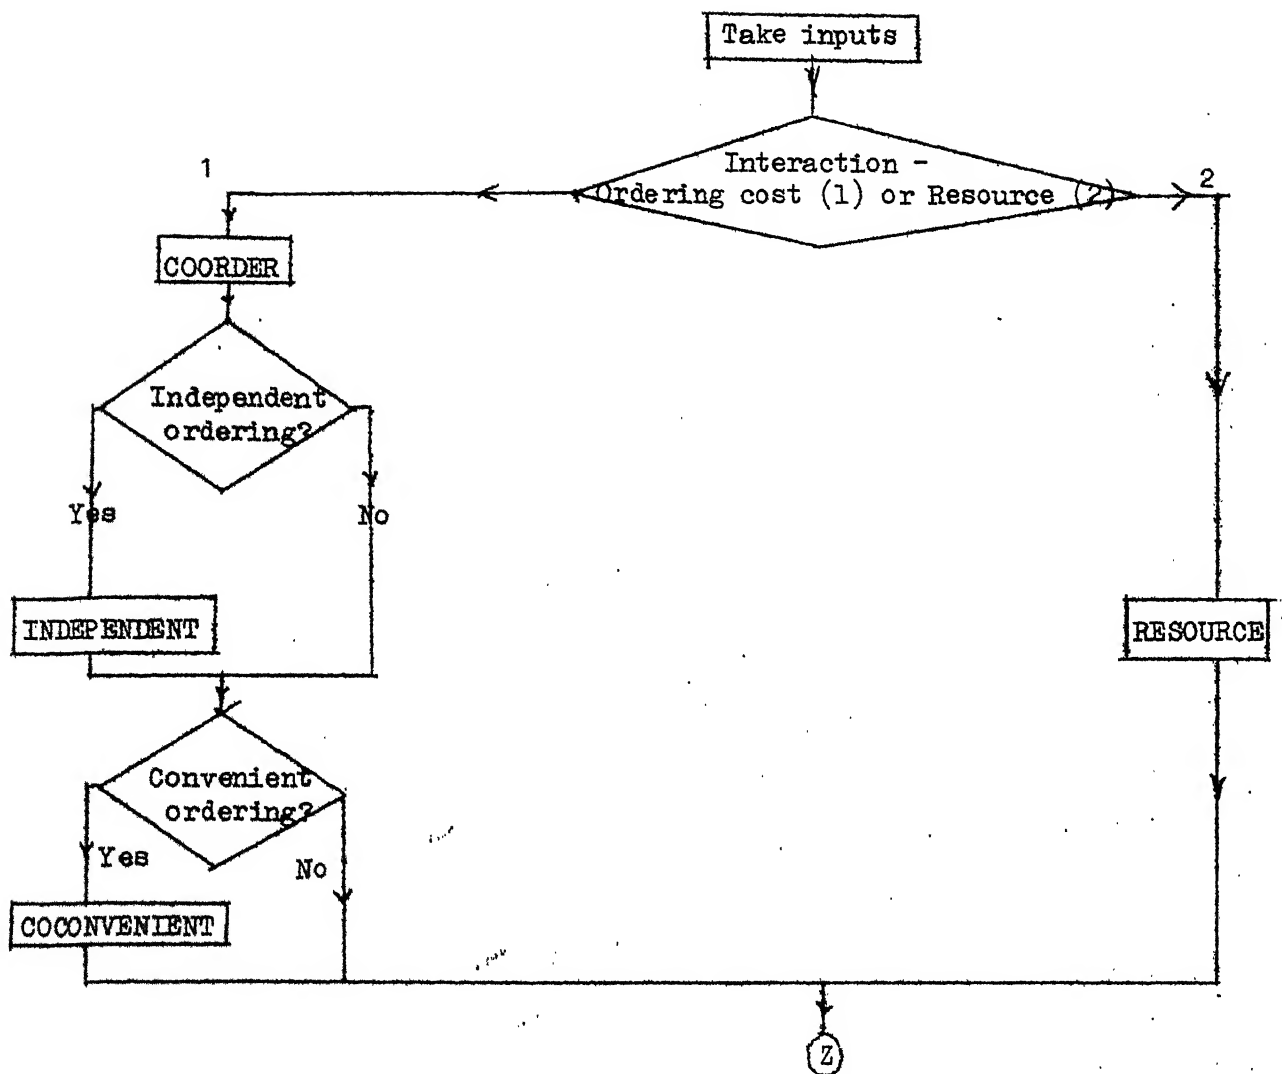 Take inputs
Interaction -
Ordering cost (1) or Resource (2)
1
2
COORDER
Independent
ordering?
Yes
No
INDEPENDENT
RESOURCE
Convenient
ordering?
Yes
No
COCONVENIENT
Z